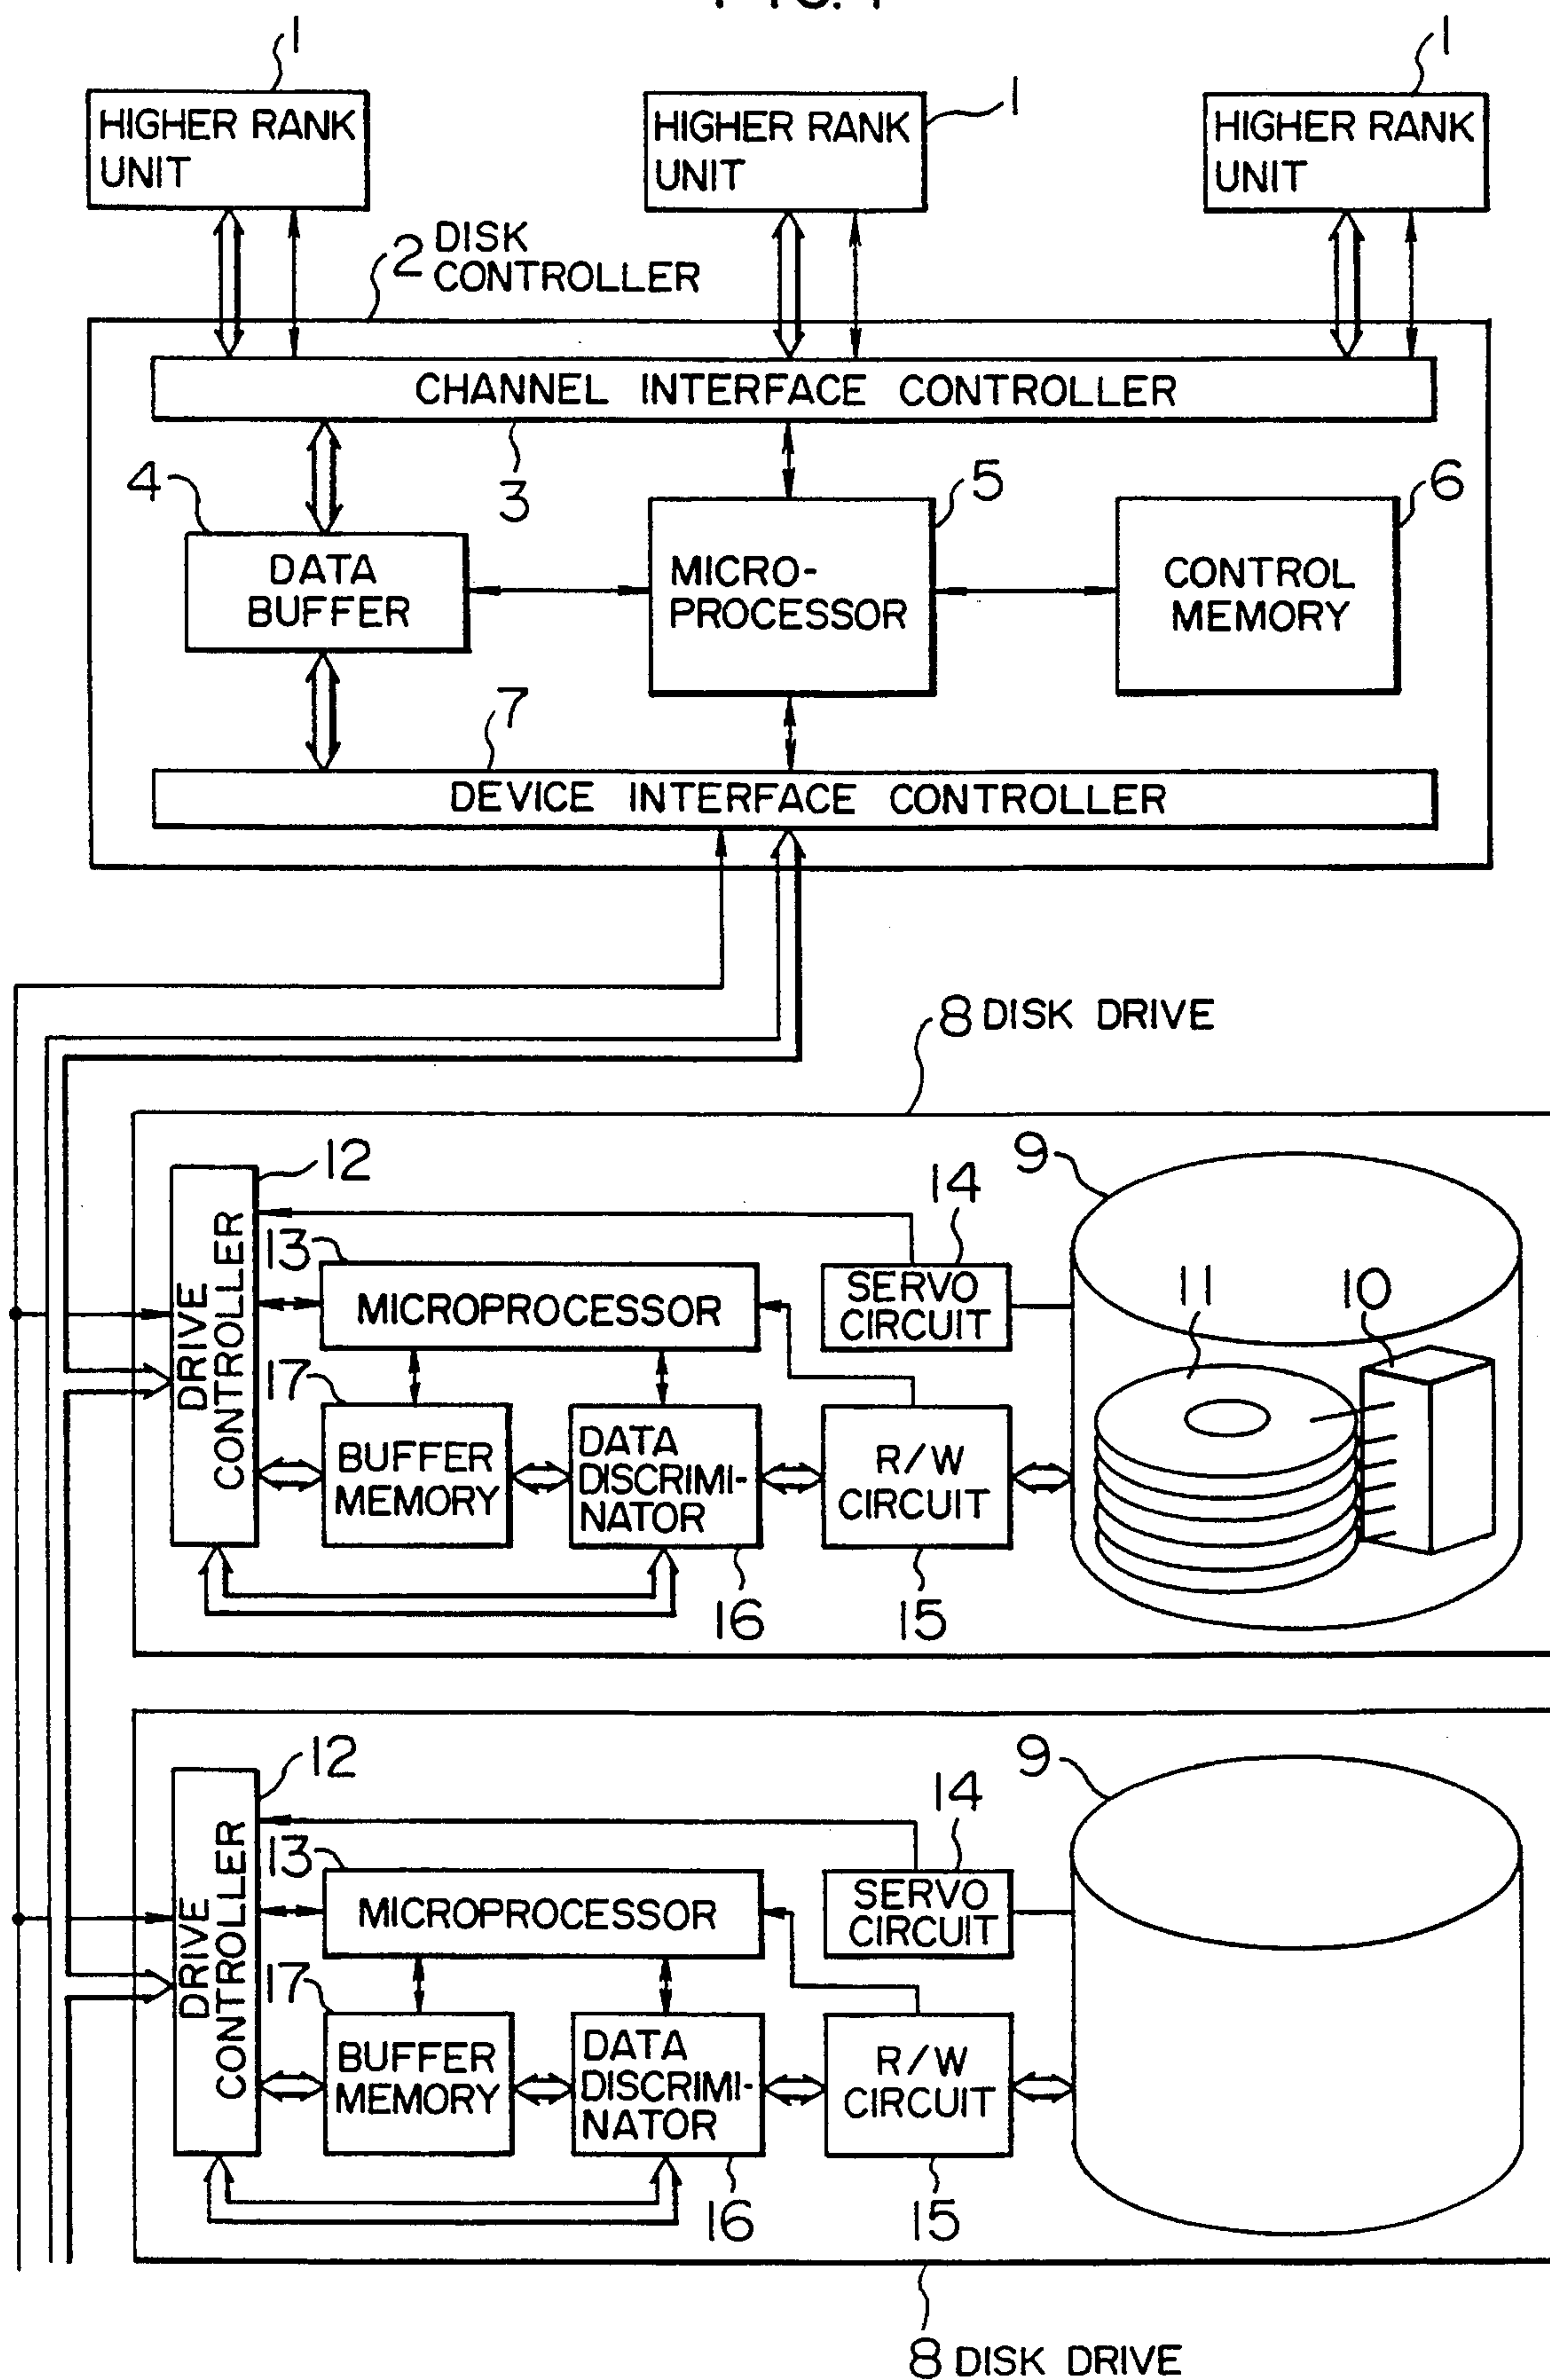 FIG. 1
1
1
1
HIGHER RANK
UNIT
HIGHER RANK
UNIT
HIGHER RANK
UNIT
2 DISK
CONTROLLER
CHANNEL INTERFACE CONTROLLER
3
4
5
6
DATA
BUFFER
MICRO-
PROCESSOR
CONTROL
MEMORY
7
DEVICE INTERFACE CONTROLLER
8 DISK DRIVE
12
DRIVE
CONTROLLER
13
MICROPROCESSOR
14
SERVO
CIRCUIT
9
11
10
17
BUFFER
MEMORY
DATA
DISCRIMI-
NATOR
R/W
CIRCUIT
16
15
12
DRIVE
CONTROLLER
13
MICROPROCESSOR
14
SERVO
CIRCUIT
9
17
BUFFER
MEMORY
DATA
DISCRIMI-
NATOR
R/W
CIRCUIT
16
15
8 DISK DRIVE